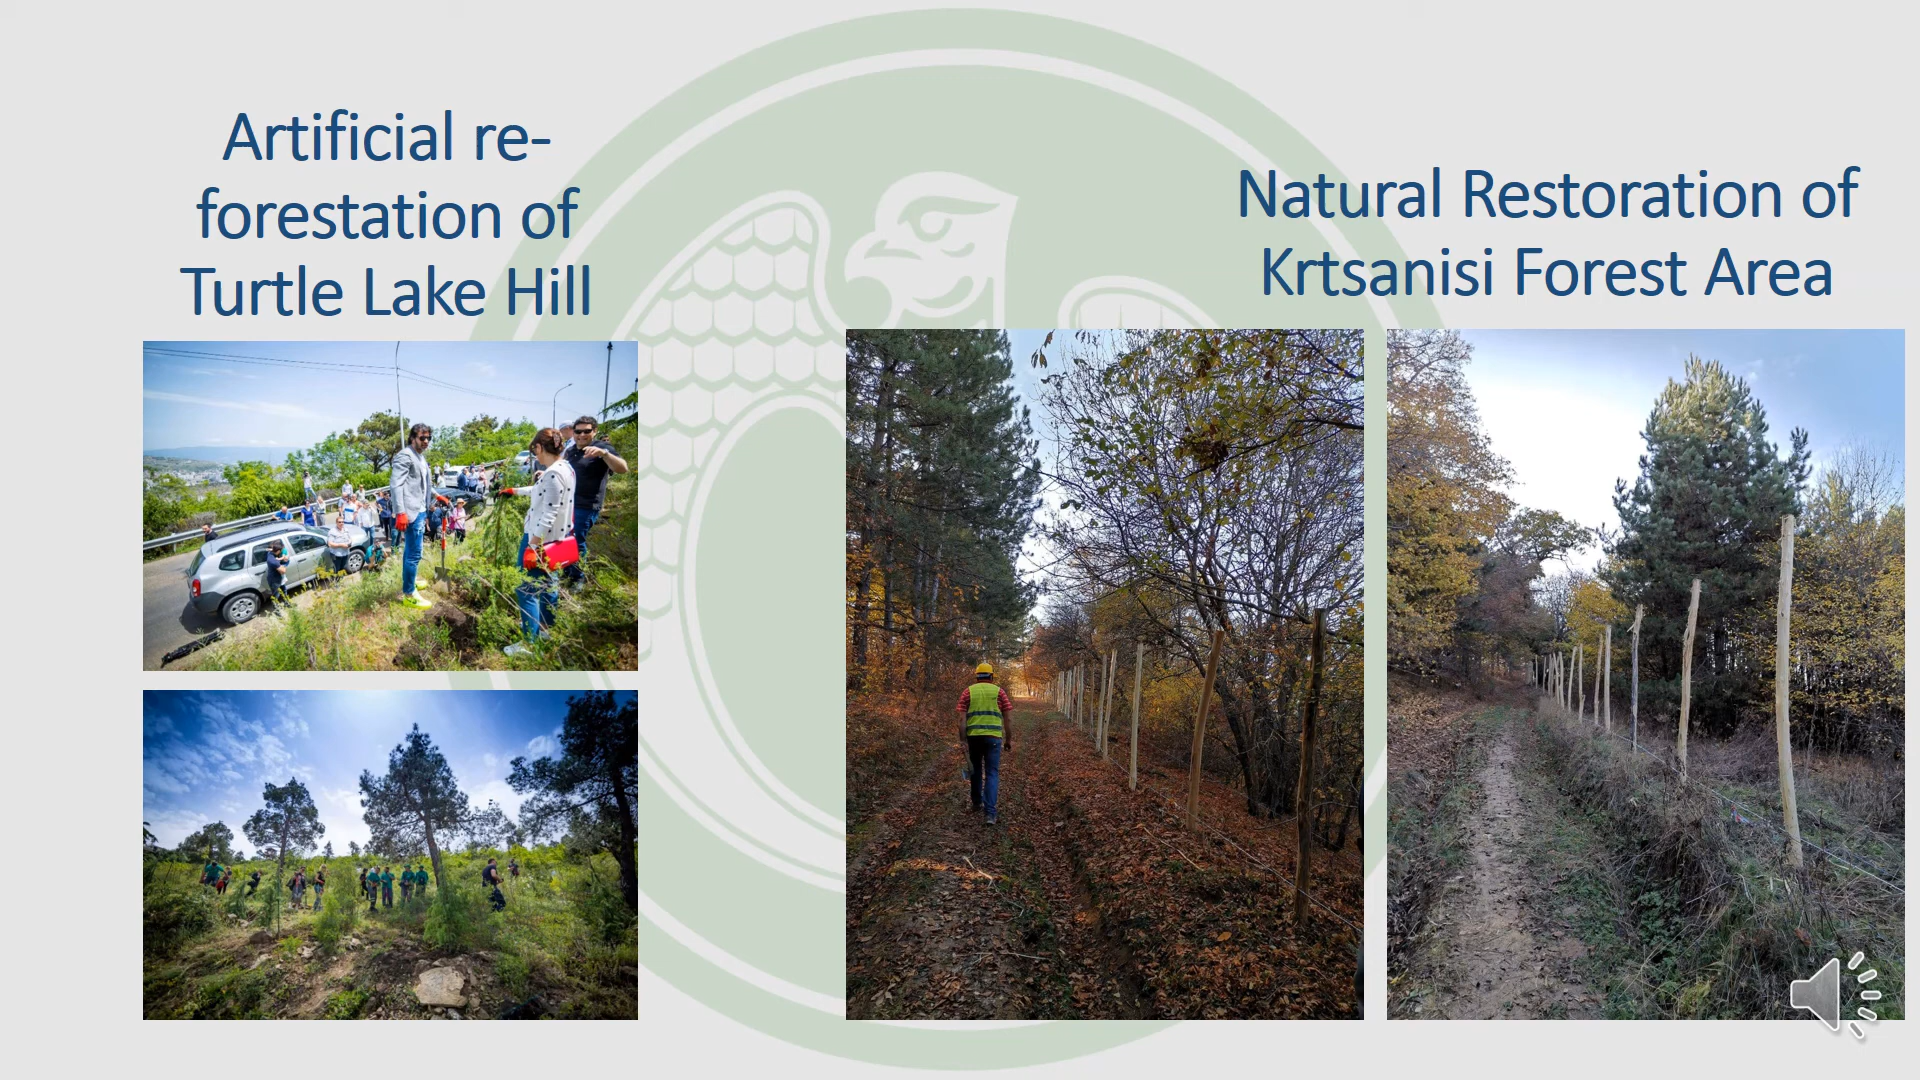 Artificial re-
forestation of
Turtle Lake Hill
Natural Restoration of
Krtsanisi Forest Area